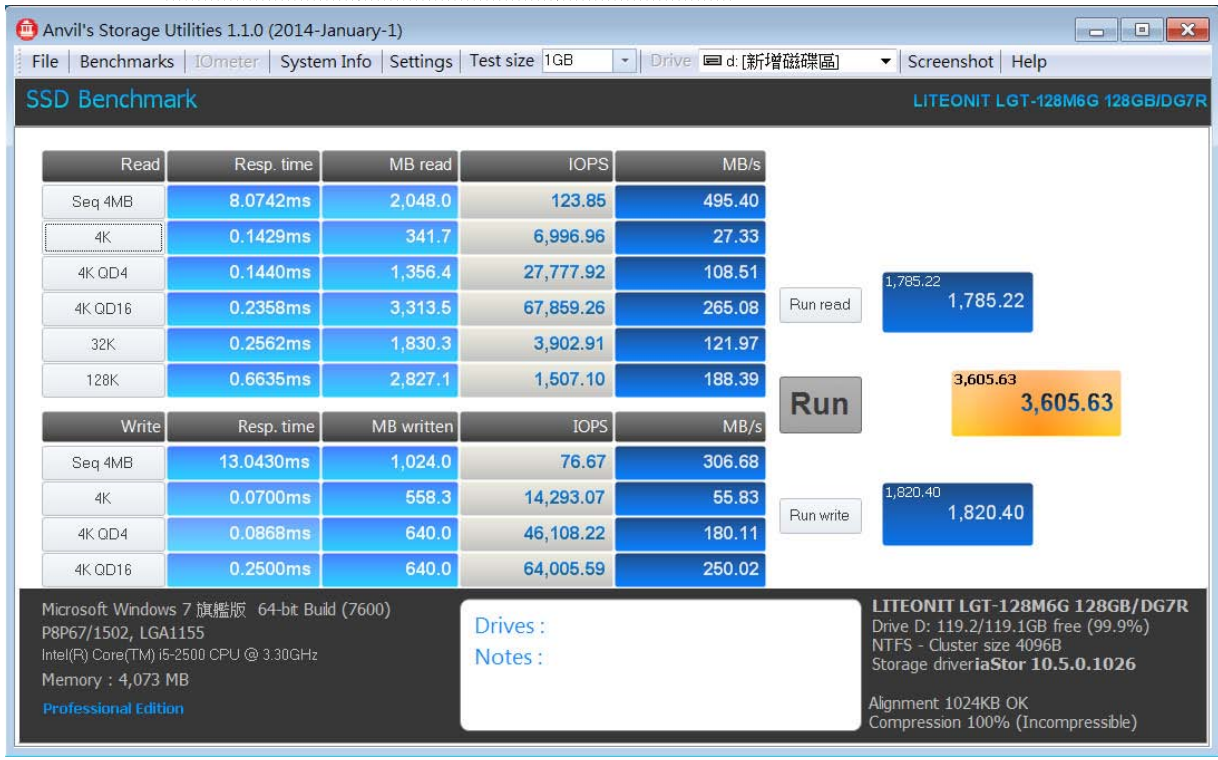 Anvil's Storage Utilities 1.1.0 (2014-January-1)
File Benchmarks IOmeter System Info Settings Test size 1GB Drive d: [新增磁碟區] Screenshot Help
SSD Benchmark LITEONIT LGT-128M6G 128GB/DG7R
Read Resp. time MB read IOPS MB/s
Seq 4MB 8.0742ms 2,048.0 123.85 495.40
4K 0.1429ms 341.7 6,996.96 27.33
4K QD4 0.1440ms 1,356.4 27,777.92 108.51
4K QD16 0.2358ms 3,313.5 67,859.26 265.08
32K 0.2562ms 1,830.3 3,902.91 121.97
128K 0.6635ms 2,827.1 1,507.10 188.39
Run read
1,785.22
1,785.22
Run
3,605.63
3,605.63
Write Resp. time MB written IOPS MB/s
Seq 4MB 13.0430ms 1,024.0 76.67 306.68
4K 0.0700ms 558.3 14,293.07 55.83
4K QD4 0.0868ms 640.0 46,108.22 180.11
4K QD16 0.2500ms 640.0 64,005.59 250.02
Run write
1,820.40
1,820.40
Microsoft Windows 7 旗艦版 64-bit Build (7600)
P8P67/1502, LGA1155
Intel(R) Core(TM) i5-2500 CPU @ 3.30GHz
Memory : 4,073 MB
Professional Edition
Drives :
Notes :
LITEONIT LGT-128M6G 128GB/DG7R
Drive D: 119.2/119.1GB free (99.9%)
NTFS - Cluster size 4096B
Storage driveriaStor 10.5.0.1026
Alignment 1024KB OK
Compression 100% (Incompressible)